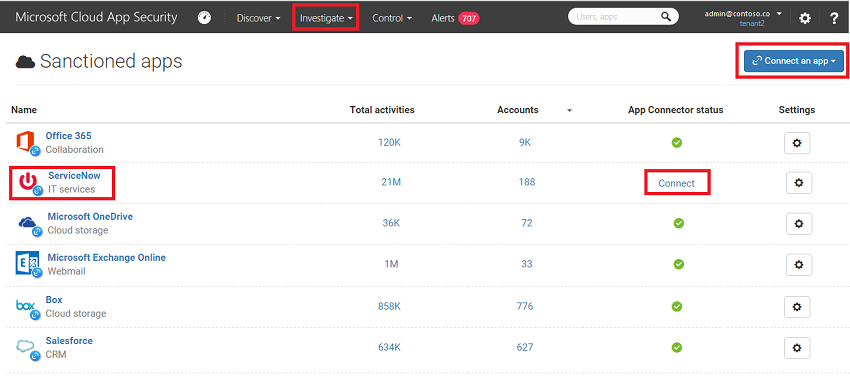 Microsoft Cloud App Security Discover Investigate Control Alerts 707 Users, apps admin@contoso.co ?
tenant2
Sanctioned apps Connect an app
Name Total activities Accounts App Connector status Settings
Office 365 120K 9K
Collaboration
ServiceNow 21M 188 Connect
IT services
Microsoft OneDrive 36K 72
Cloud storage
Microsoft Exchange Online 1M 33
Webmail
box Box 858K 776
Cloud storage
Salesforce 634K 627
CRM